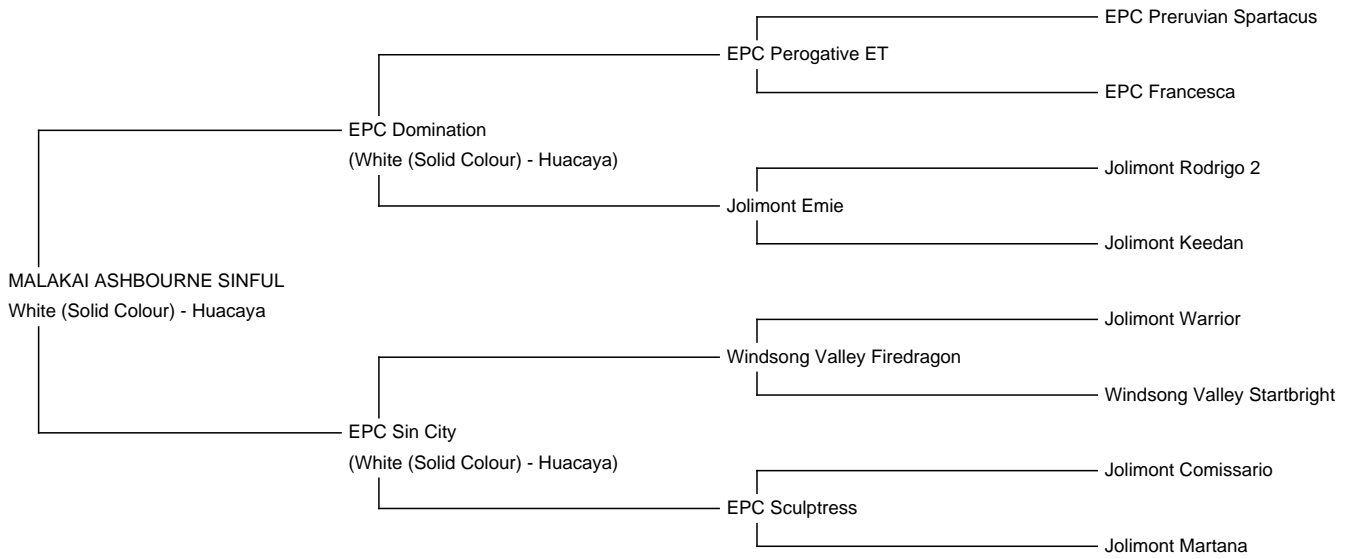 EPC Preruvian Spartacus
EPC Perogative ET
EPC Francesca
EPC Domination
(White (Solid Colour) - Huacaya)
Jolimont Rodrigo 2
Jolimont Emie
Jolimont Keedan
MALAKAI ASHBOURNE SINFUL
White (Solid Colour) - Huacaya
Jolimont Warrior
Windsong Valley Firedragon
Windsong Valley Startbright
EPC Sin City
(White (Solid Colour) - Huacaya)
Jolimont Comissario
EPC Sculptress
Jolimont Martana